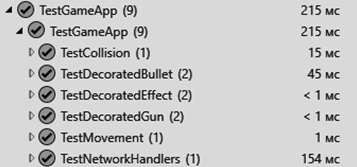 TestGameApp (9) 215 мс
TestGameApp (9) 215 мс
TestCollision (1) 15 мс
TestDecoratedBullet (2) 45 мс
TestDecoratedEffect (2) < 1 мс
TestDecoratedGun (2) < 1 мс
TestMovement (1) 1 мс
TestNetworkHandlers (1) 154 мс